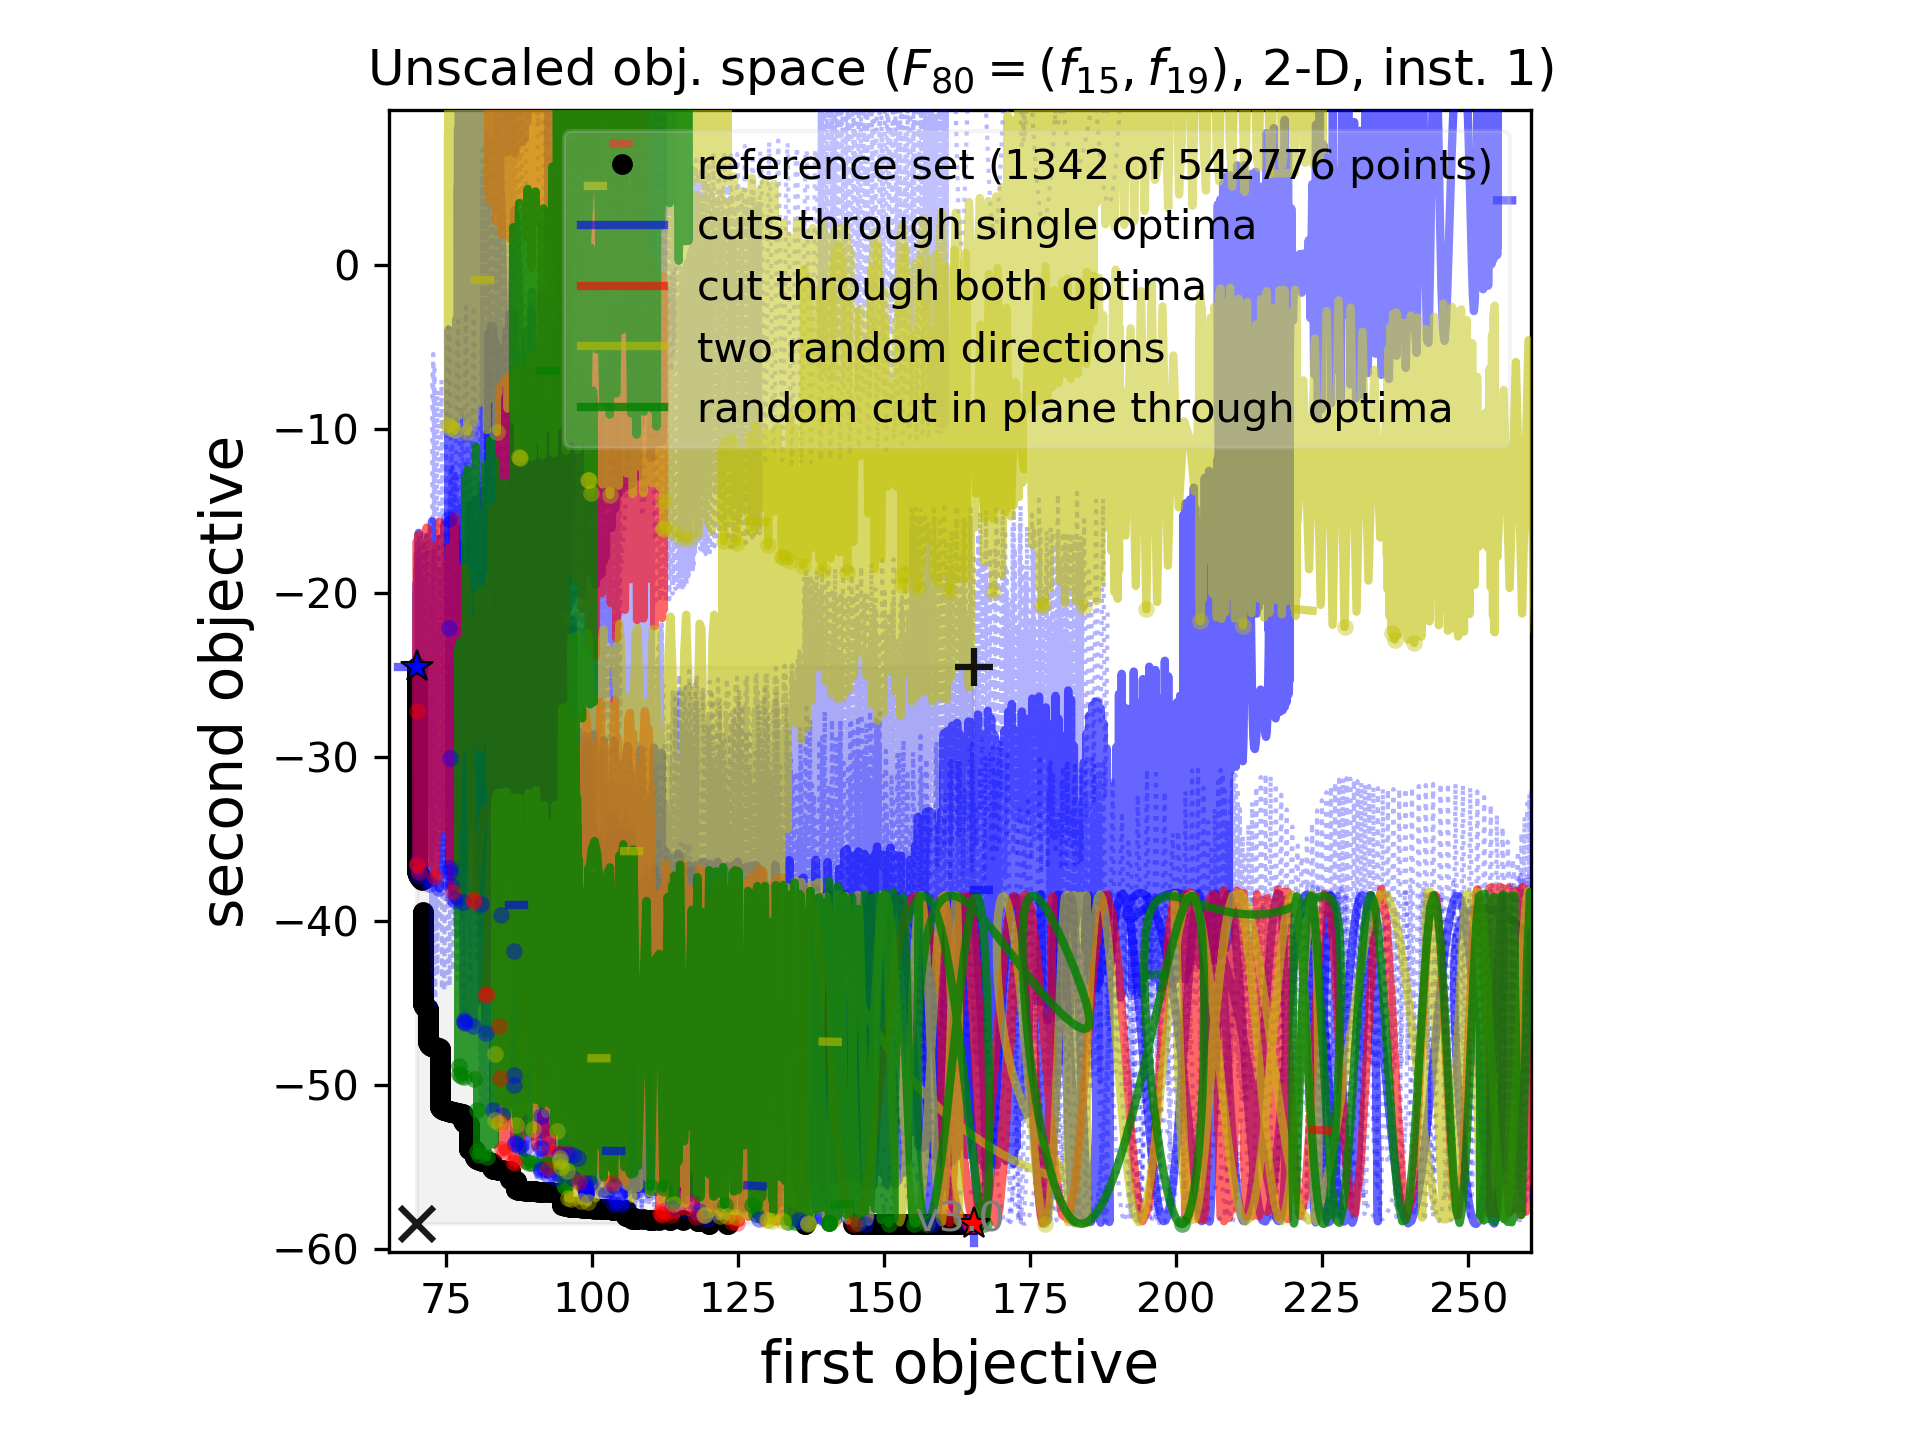 Unscaled obj. space (F80 = (f15, f19), 2-D, inst. 1)
reference set (1342 of 542776 points)
cuts through single optima
cut through both optima
two random directions
random cut in plane through optima
0
−10
−20
−30
−40
−50
−60
second objective
v3.0
75 100 125 150 175 200 225 250
first objective